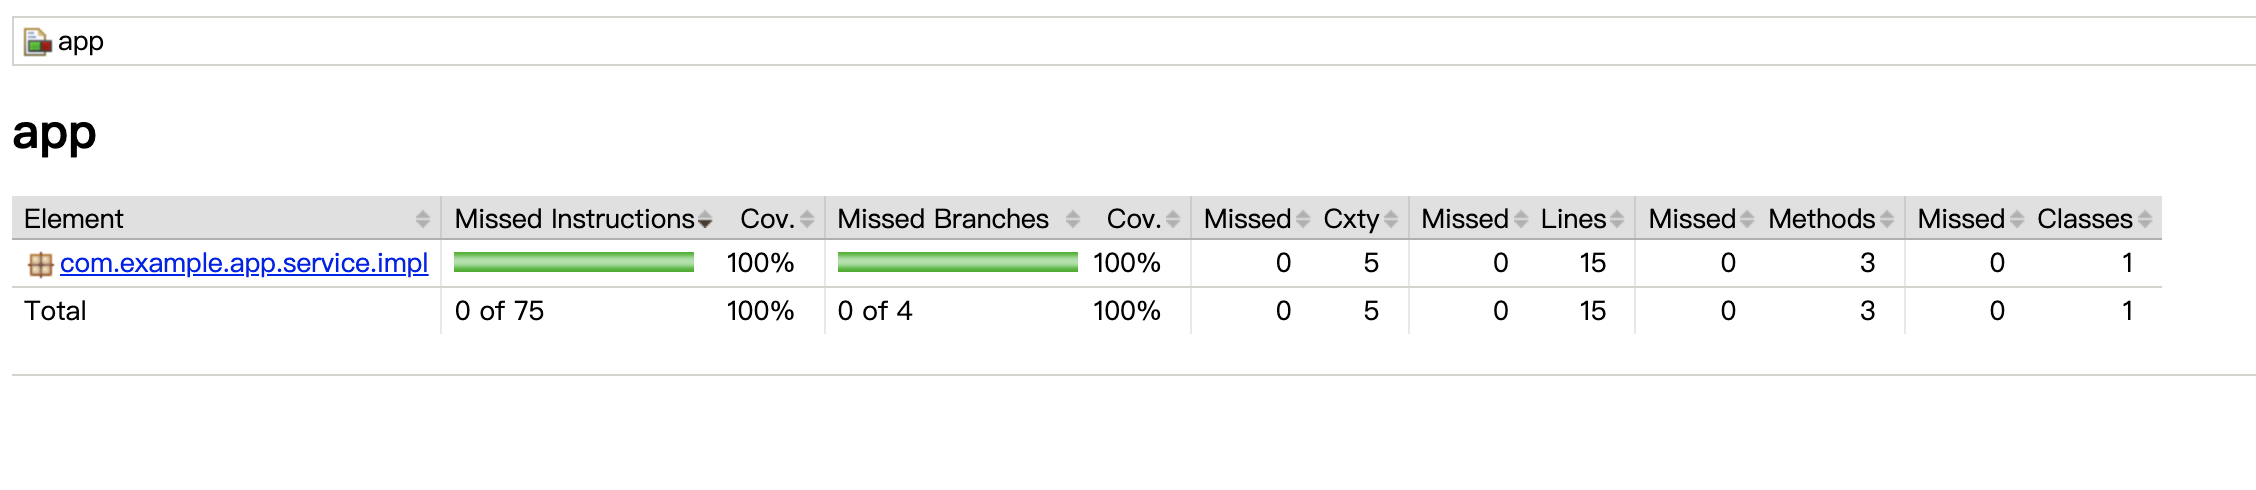 app
app
Element Missed Instructions Cov. Missed Branches Cov. Missed Cxty Missed Lines Missed Methods Missed Classes
com.example.app.service.impl 100% 100% 0 5 0 15 0 3 0 1
Total 0 of 75 100% 0 of 4 100% 0 5 0 15 0 3 0 1